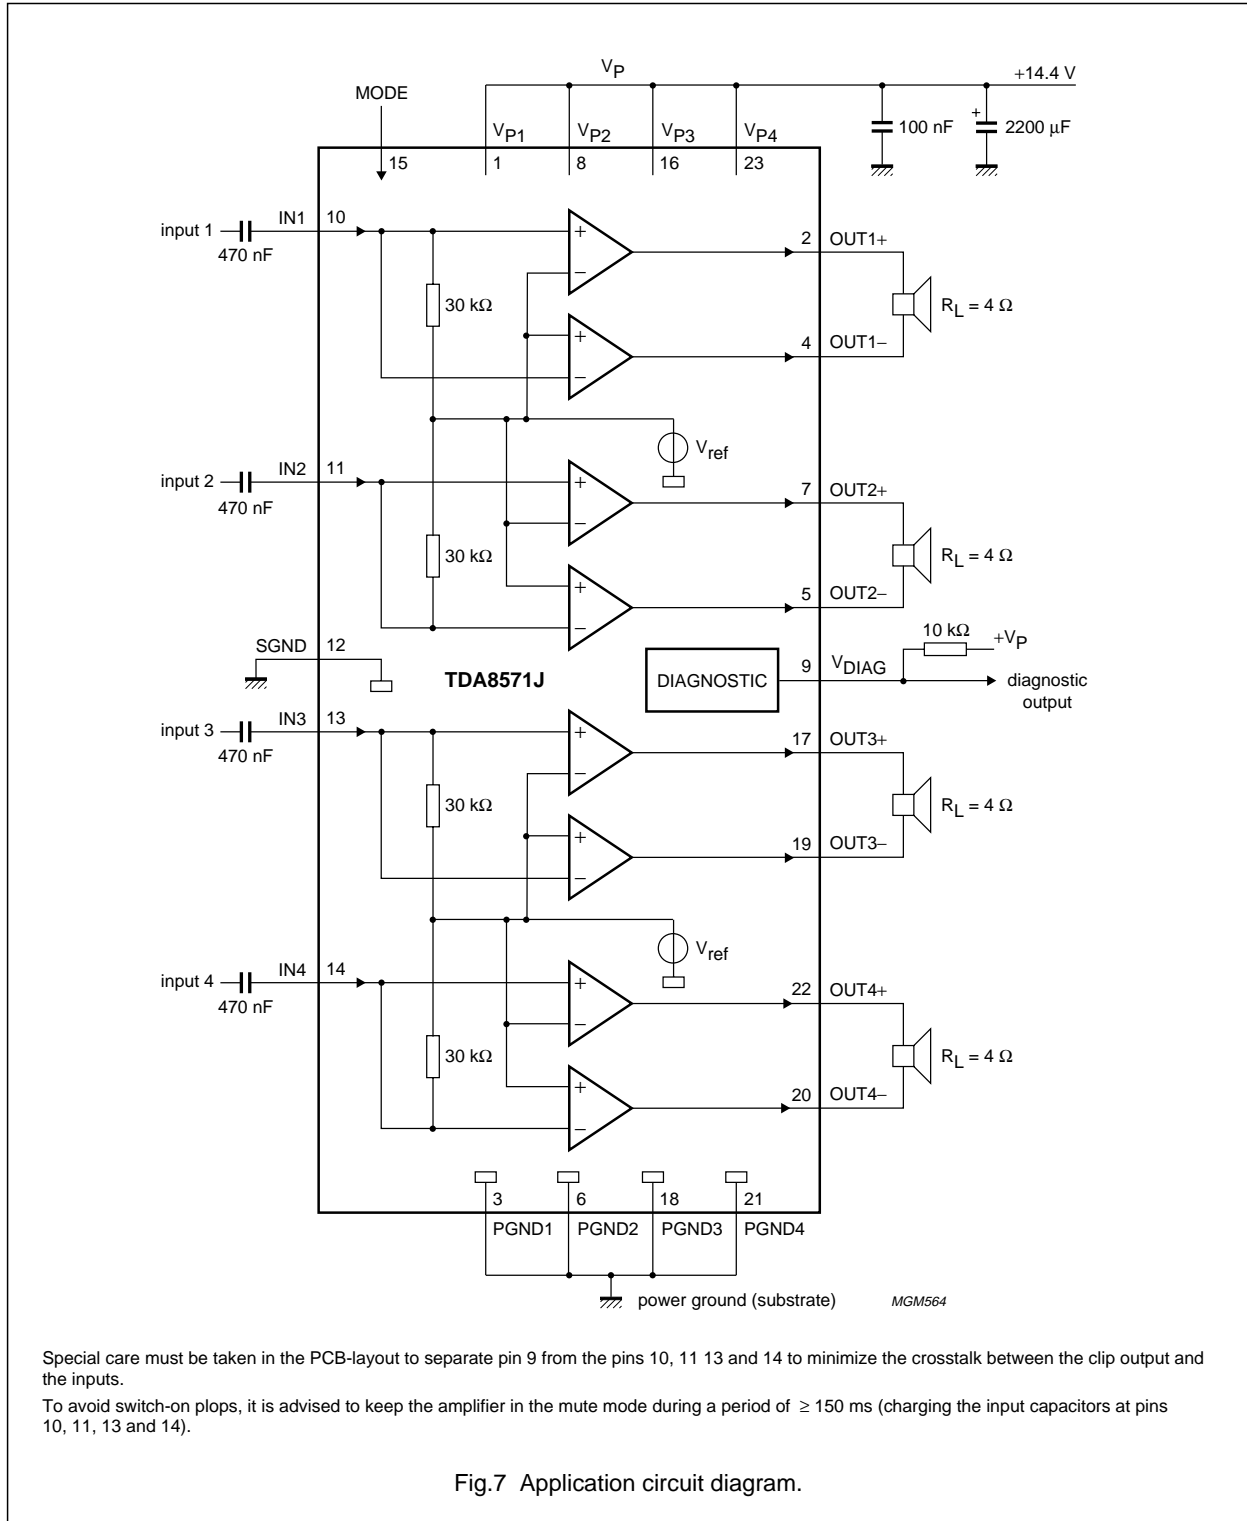 V_P
+14.4 V
MODE
V_P1 V_P2 V_P3 V_P4
15 1 8 16 23
100 nF
+
2200 µF
input 1
470 nF
IN1 10
+
−
2 OUT1+
30 kΩ
R_L = 4 Ω
+
−
4 OUT1−
V_ref
input 2
470 nF
IN2 11
+
−
7 OUT2+
30 kΩ
R_L = 4 Ω
+
−
5 OUT2−
SGND 12
TDA8571J
DIAGNOSTIC
9 V_DIAG
10 kΩ
+V_P
diagnostic
output
input 3
470 nF
IN3 13
+
−
17 OUT3+
30 kΩ
R_L = 4 Ω
+
−
19 OUT3−
V_ref
input 4
470 nF
IN4 14
+
−
22 OUT4+
30 kΩ
R_L = 4 Ω
+
−
20 OUT4−
3 6 18 21
PGND1 PGND2 PGND3 PGND4
power ground (substrate)
MGM564
Special care must be taken in the PCB-layout to separate pin 9 from the pins 10, 11 13 and 14 to minimize the crosstalk between the clip output and
the inputs.
To avoid switch-on plops, it is advised to keep the amplifier in the mute mode during a period of ≥ 150 ms (charging the input capacitors at pins
10, 11, 13 and 14).
Fig.7 Application circuit diagram.